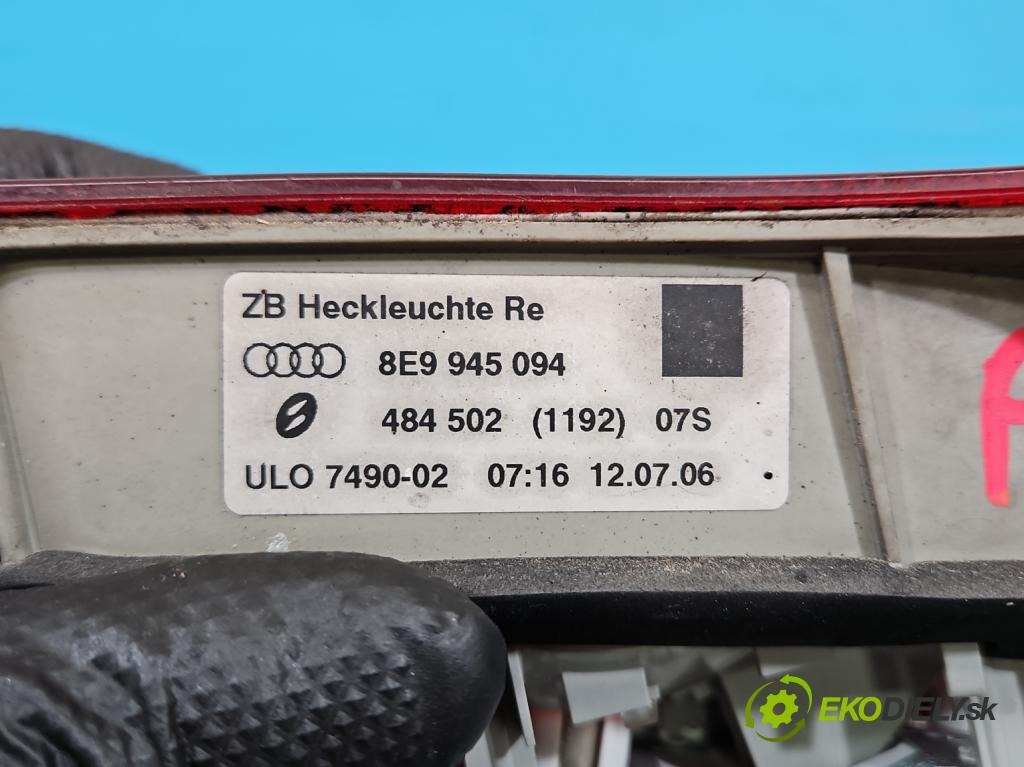 ZB Heckleuchte Re
8E9 945 094
484 502 (1192) 07S
ULO 7490-02 07:16 12.07.06
EKODIELY.sk